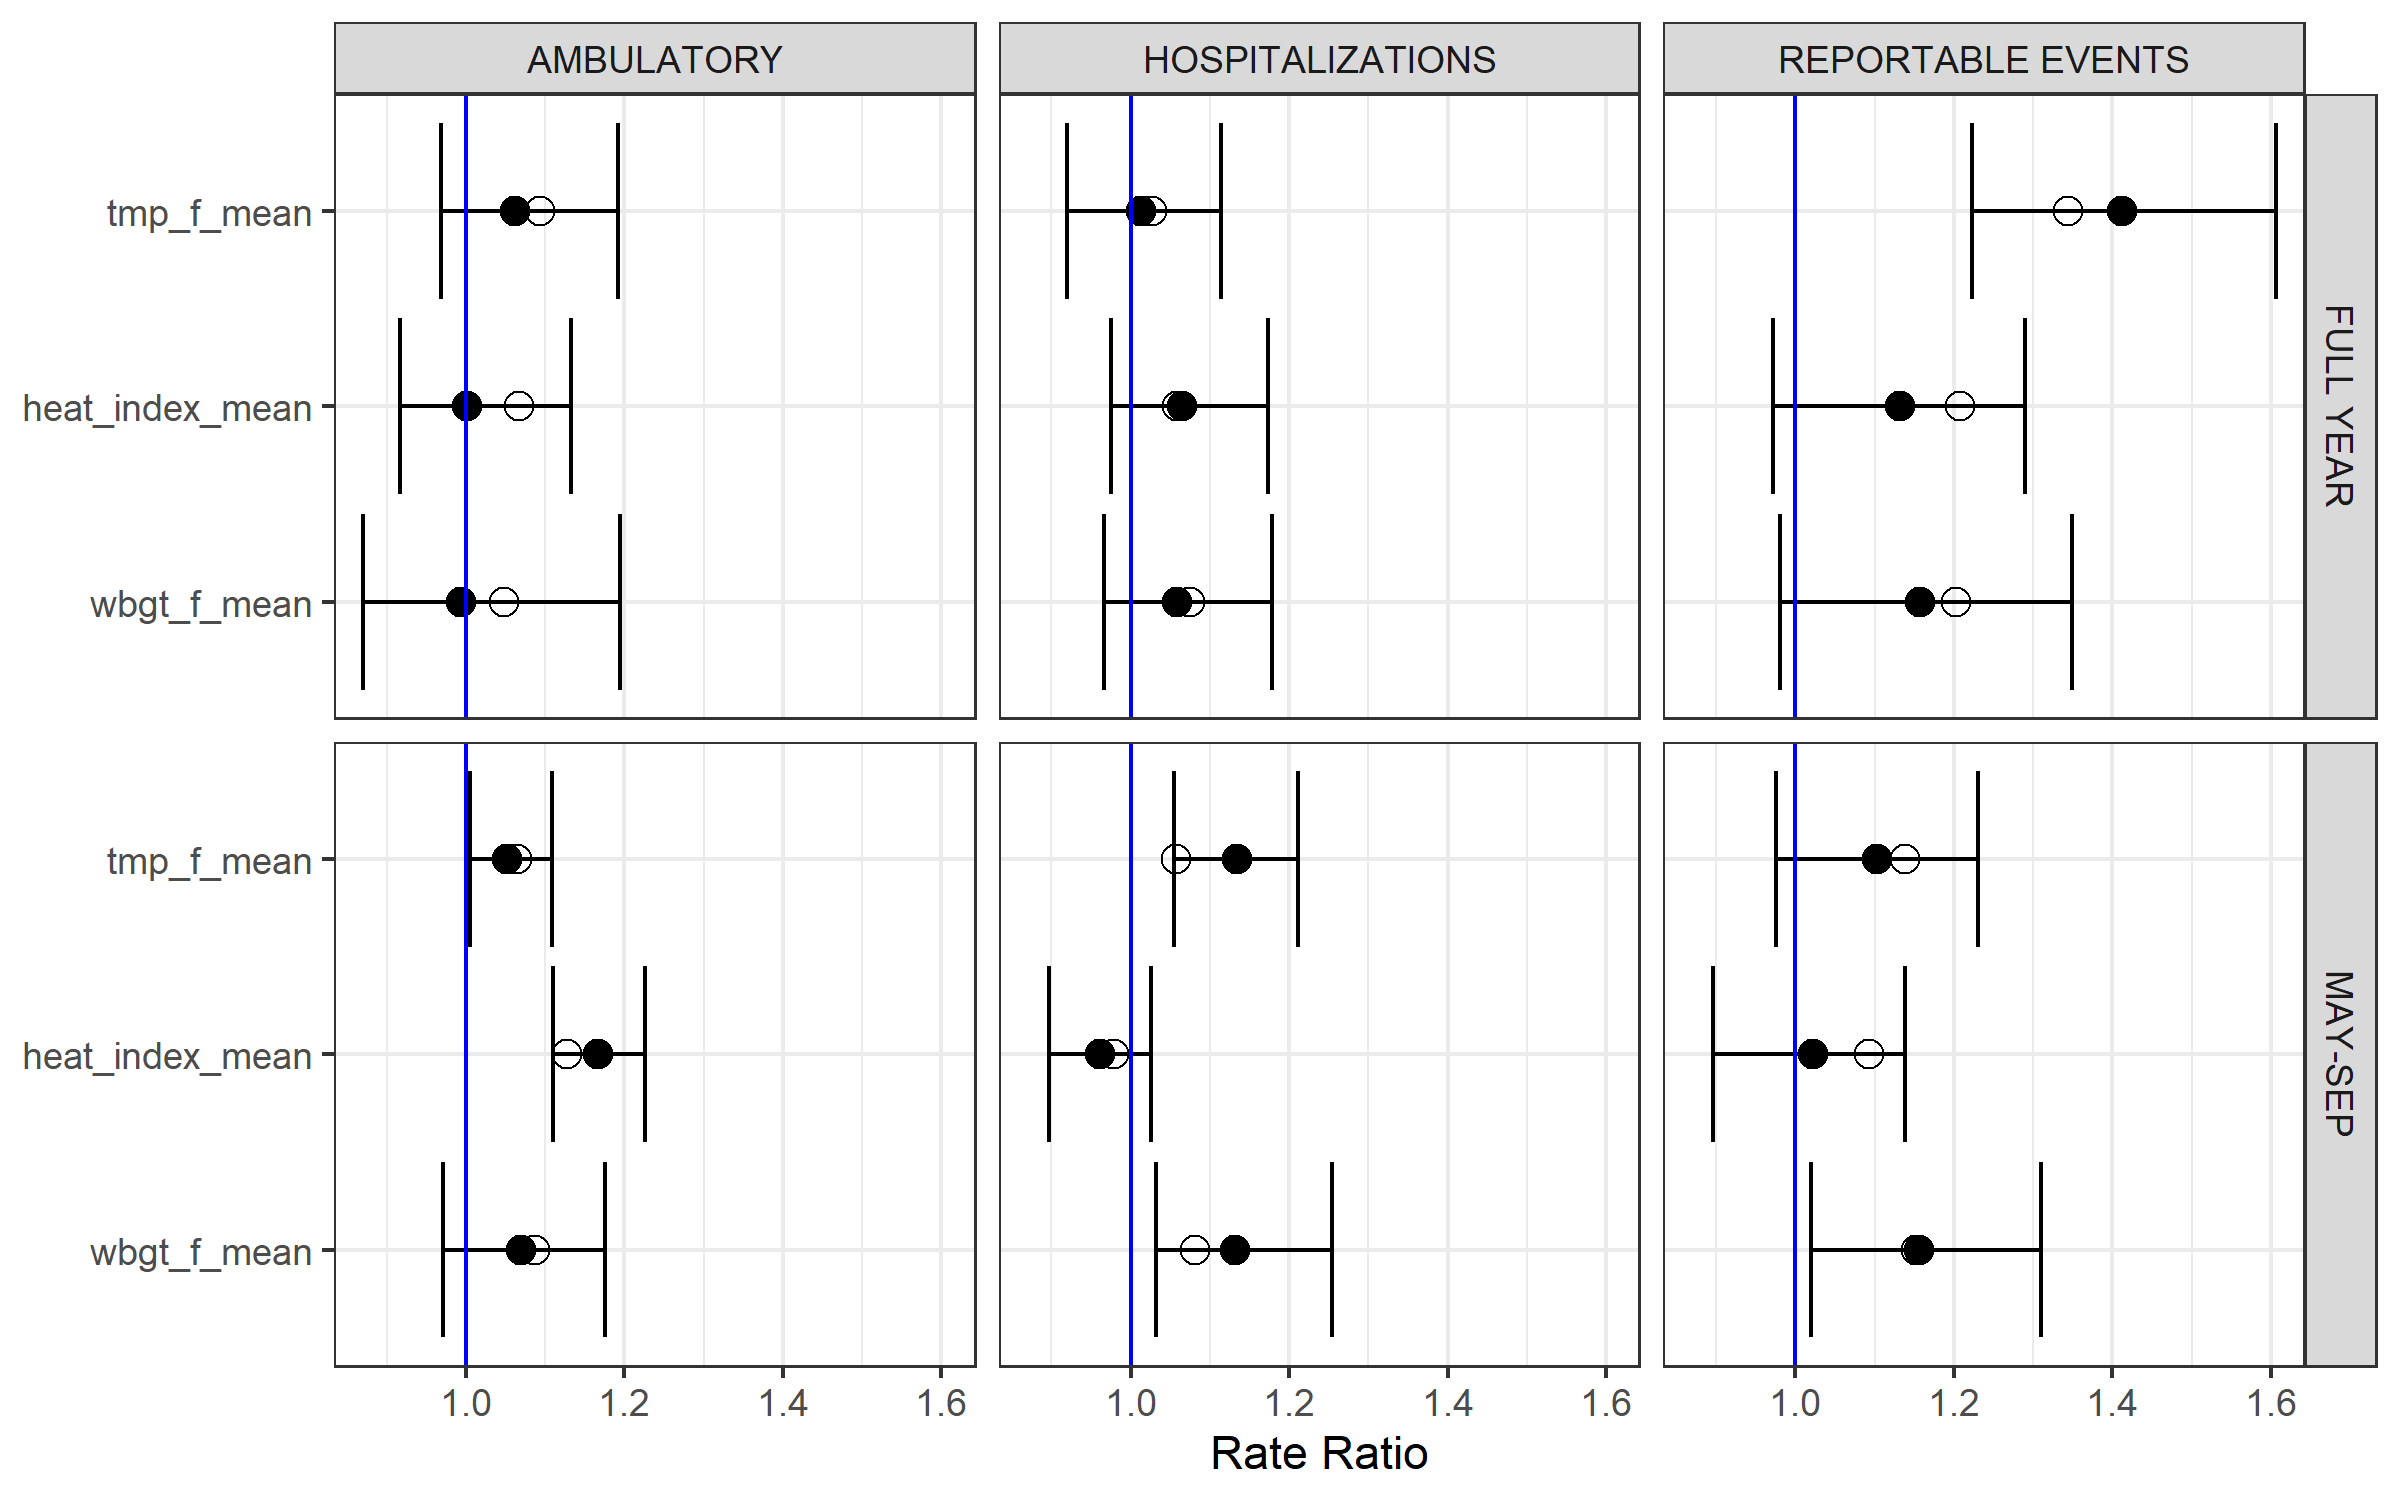 AMBULATORY
HOSPITALIZATIONS
REPORTABLE EVENTS
tmp_f_mean
heat_index_mean
wbgt_f_mean
FULL YEAR
tmp_f_mean
heat_index_mean
wbgt_f_mean
MAY-SEP
1.0 1.2 1.4 1.6
1.0 1.2 1.4 1.6
1.0 1.2 1.4 1.6
Rate Ratio